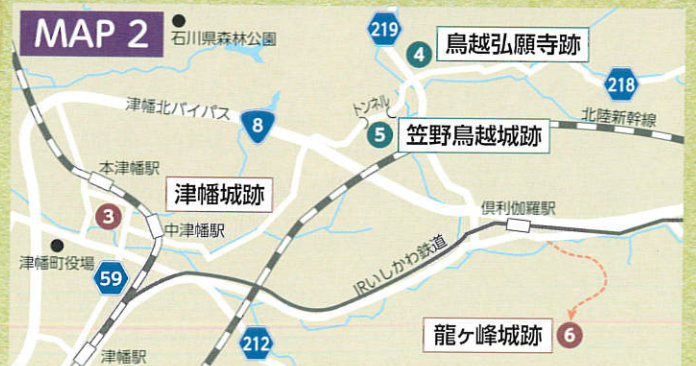 MAP 2
石川県森林公園
219
4
鳥越弘願寺跡
218
津幡北バイパス
8
トンネル
5
笠野鳥越城跡
北陸新幹線
本津幡駅
津幡城跡
3
中津幡駅
倶利伽羅駅
津幡町役場
59
IRいしかわ鉄道
212
龍ヶ峰城跡
6
津幡駅